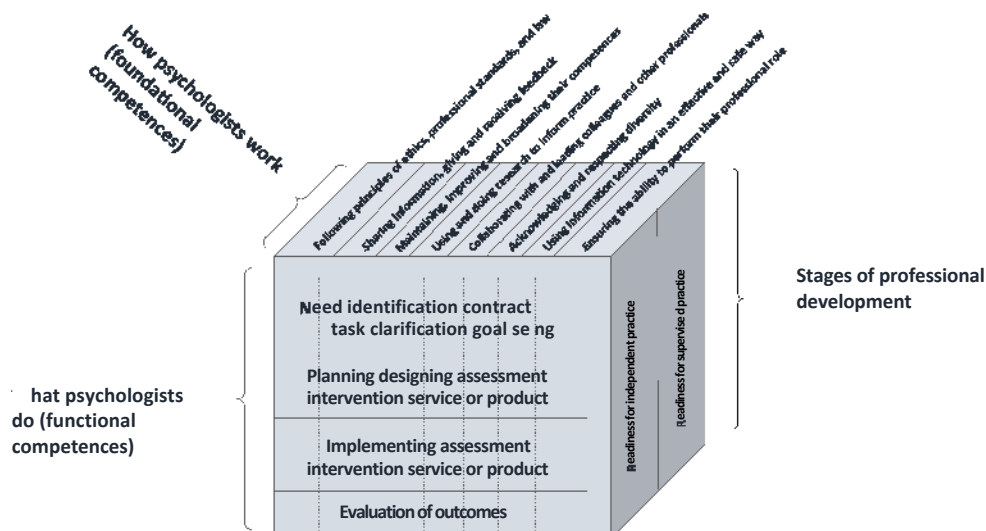 How psychologists work
(foundational
competences)
Following principles of ethics, professional standards, and law
Sharing information, giving and receiving feedback
Maintaining, improving and broadening their competences
Using and doing research to inform practice
Collaborating with and leading colleagues and other professionals
Acknowledging and respecting diversity
Using information technology in an effective and safe way
Ensuring the ability to perform their professional role
Need identification contract
task clarification goal se ng
Planning designing assessment
intervention service or product
Implementing assessment
intervention service or product
Evaluation of outcomes
hat psychologists
do (functional
competences)
Readiness for independent practice
Readiness for supervised practice
Stages of professional
development